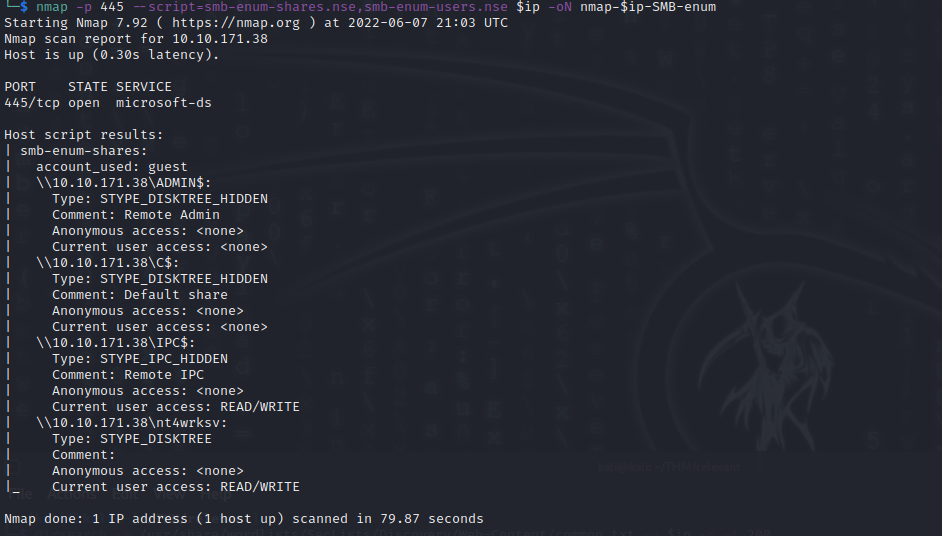 └─$ nmap -p 445 --script=smb-enum-shares.nse,smb-enum-users.nse $ip -oN nmap-$ip-SMB-enum
Starting Nmap 7.92 ( https://nmap.org ) at 2022-06-07 21:03 UTC
Nmap scan report for 10.10.171.38
Host is up (0.30s latency).

PORT    STATE SERVICE
445/tcp open  microsoft-ds

Host script results:
| smb-enum-shares:
|   account_used: guest
|   \\10.10.171.38\ADMIN$:
|     Type: STYPE_DISKTREE_HIDDEN
|     Comment: Remote Admin
|     Anonymous access: <none>
|     Current user access: <none>
|   \\10.10.171.38\C$:
|     Type: STYPE_DISKTREE_HIDDEN
|     Comment: Default share
|     Anonymous access: <none>
|     Current user access: <none>
|   \\10.10.171.38\IPC$:
|     Type: STYPE_IPC_HIDDEN
|     Comment: Remote IPC
|     Anonymous access: <none>
|     Current user access: READ/WRITE
|   \\10.10.171.38\nt4wrksv:
|     Type: STYPE_DISKTREE
|     Comment:
|     Anonymous access: <none>
|_    Current user access: READ/WRITE
File Actions Edit View Help

Nmap done: 1 IP address (1 host up) scanned in 79.87 seconds